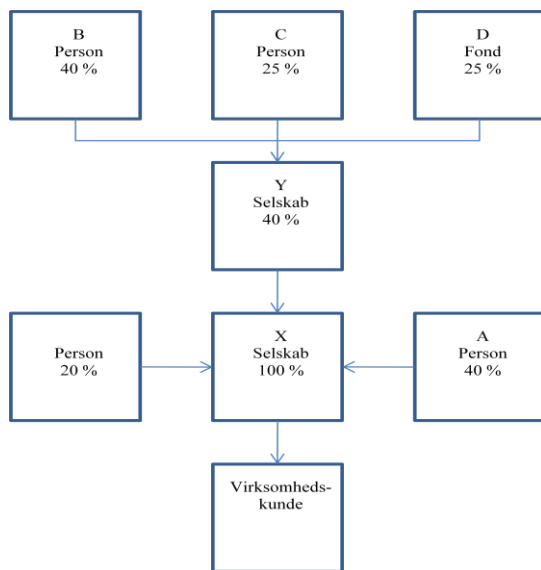 B
Person
40 %
C
Person
25 %
D
Fond
25 %
Y
Selskab
40 %
Person
20 %
X
Selskab
100 %
A
Person
40 %
Virksomheds-
kunde